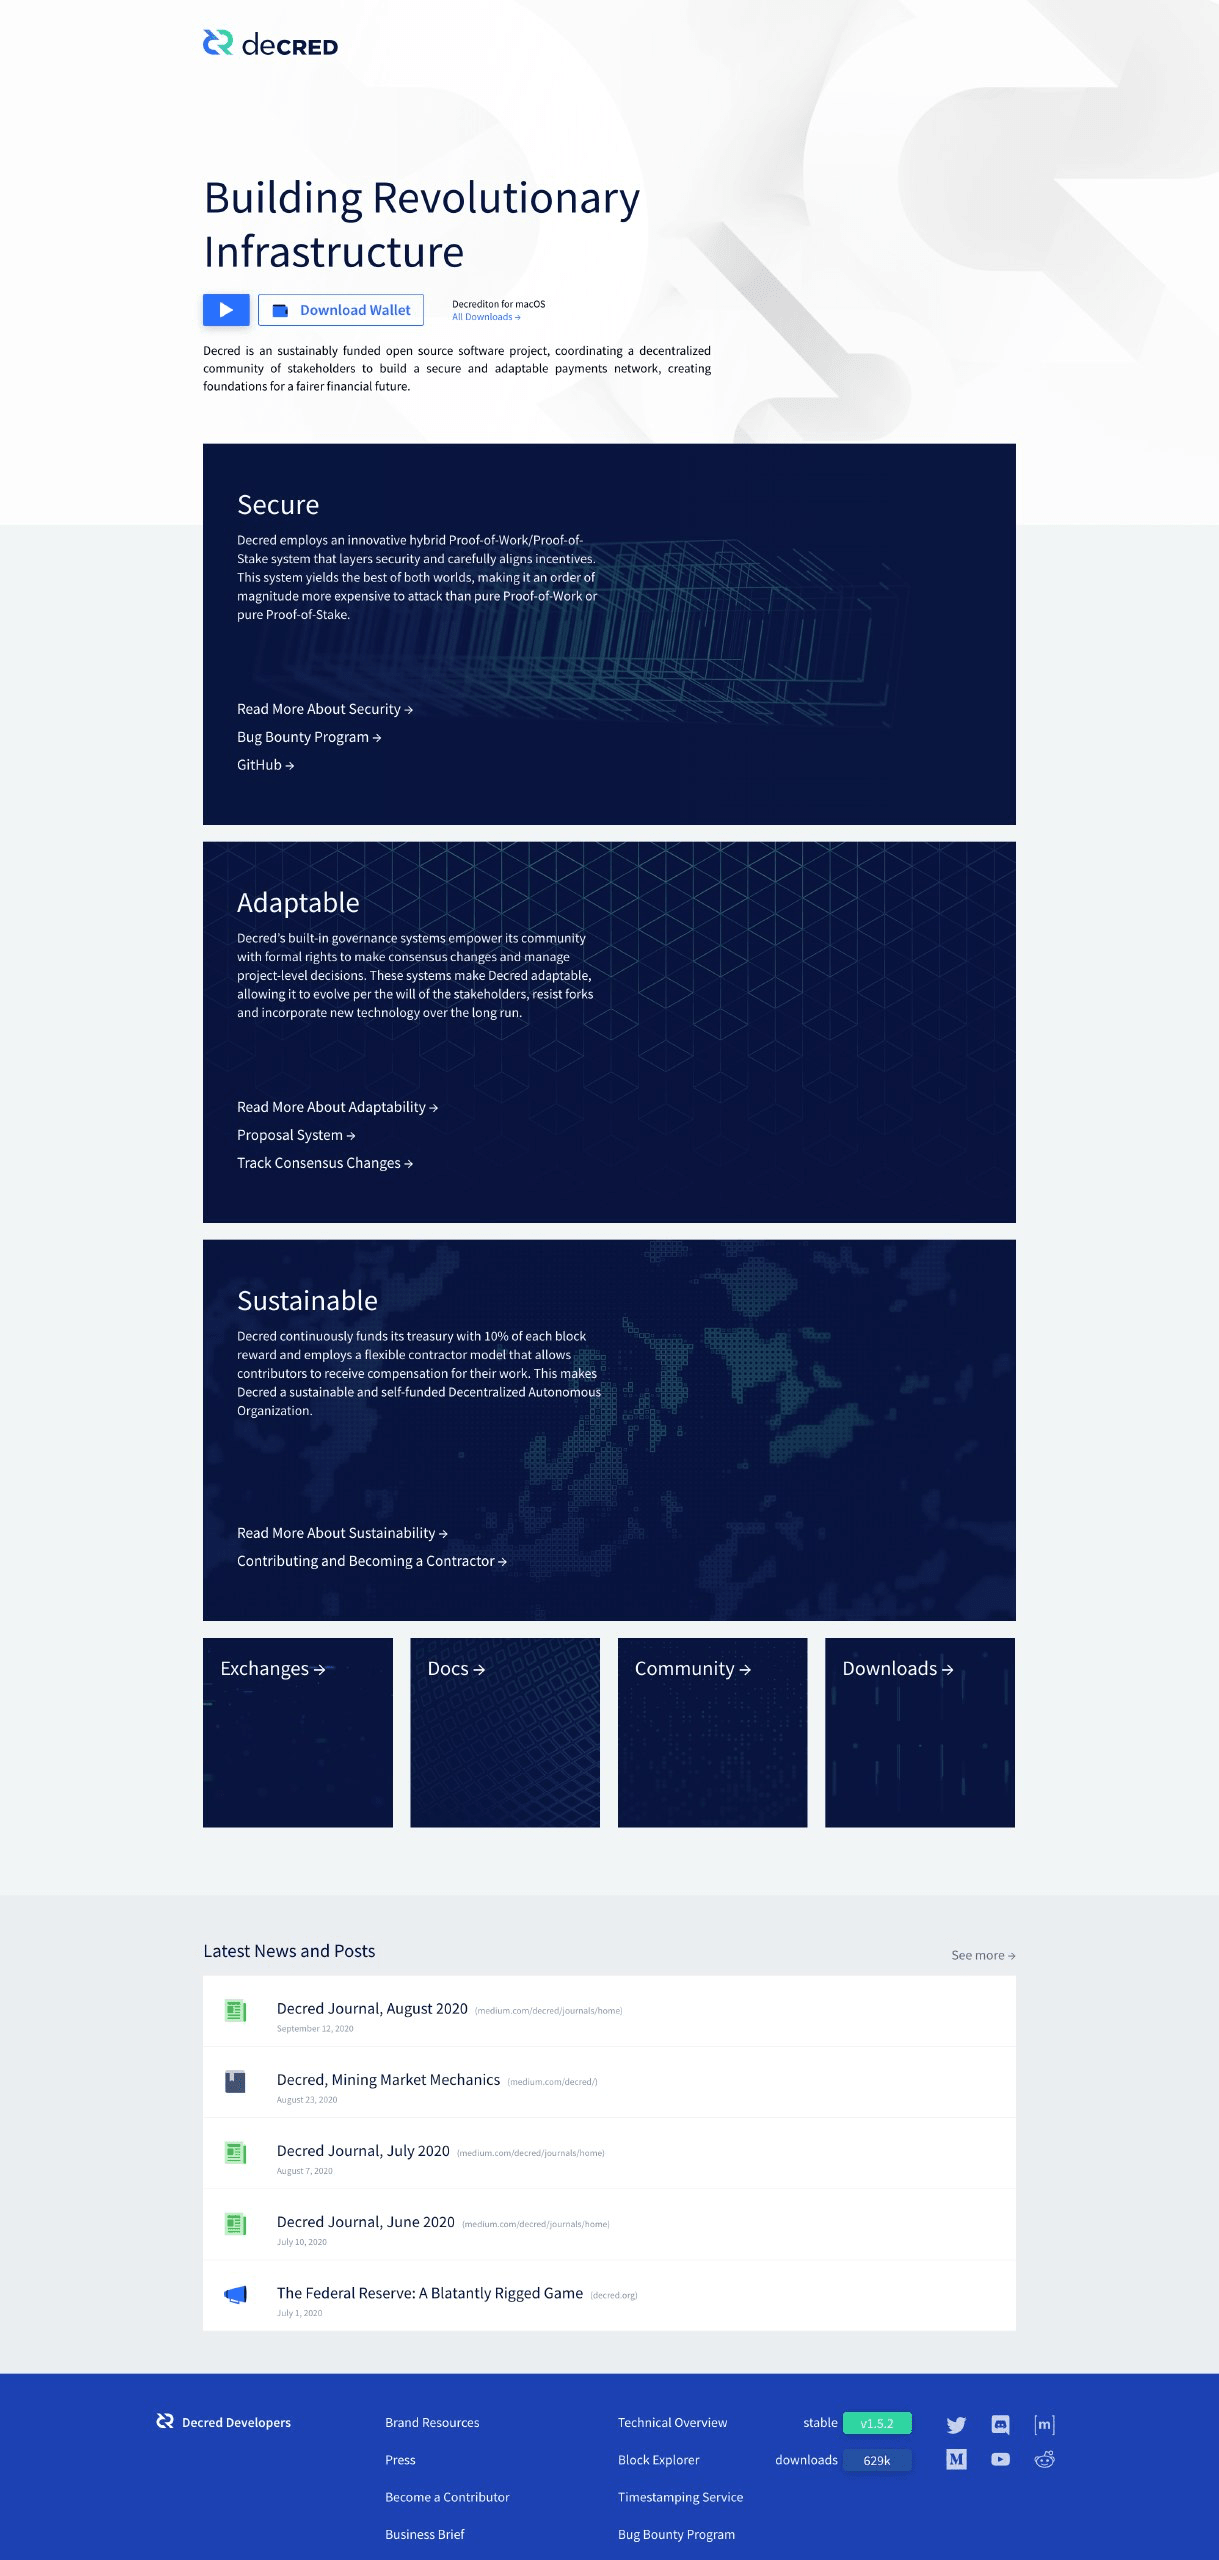 deCRED
Building Revolutionary
Infrastructure
Download Wallet
Decrediton for macOS
All Downloads →
Decred is an sustainably funded open source software project, coordinating a decentralized
community of stakeholders to build a secure and adaptable payments network, creating
foundations for a fairer financial future.
Secure
Decred employs an innovative hybrid Proof-of-Work/Proof-of-
Stake system that layers security and carefully aligns incentives.
This system yields the best of both worlds, making it an order of
magnitude more expensive to attack than pure Proof-of-Work or
pure Proof-of-Stake.
Read More About Security →
Bug Bounty Program →
GitHub →
Adaptable
Decred's built-in governance systems empower its community
with formal rights to make consensus changes and manage
project-level decisions. These systems make Decred adaptable,
allowing it to evolve per the will of the stakeholders, resist forks
and incorporate new technology over the long run.
Read More About Adaptability →
Proposal System →
Track Consensus Changes →
Sustainable
Decred continuously funds its treasury with 10% of each block
reward and employs a flexible contractor model that allows
contributors to receive compensation for their work. This makes
Decred a sustainable and self-funded Decentralized Autonomous
Organization.
Read More About Sustainability →
Contributing and Becoming a Contractor →
Exchanges →
Docs →
Community →
Downloads →
Latest News and Posts
See more →
Decred Journal, August 2020 (medium.com/decred/journals/home)
September 12, 2020
Decred, Mining Market Mechanics (medium.com/decred/)
August 23, 2020
Decred Journal, July 2020 (medium.com/decred/journals/home)
August 7, 2020
Decred Journal, June 2020 (medium.com/decred/journals/home)
July 10, 2020
The Federal Reserve: A Blatantly Rigged Game (decred.org)
July 1, 2020
Decred Developers
Brand Resources
Press
Become a Contributor
Business Brief
Technical Overview
Block Explorer
Timestamping Service
Bug Bounty Program
stable v1.5.2
downloads 629k
[m]
M